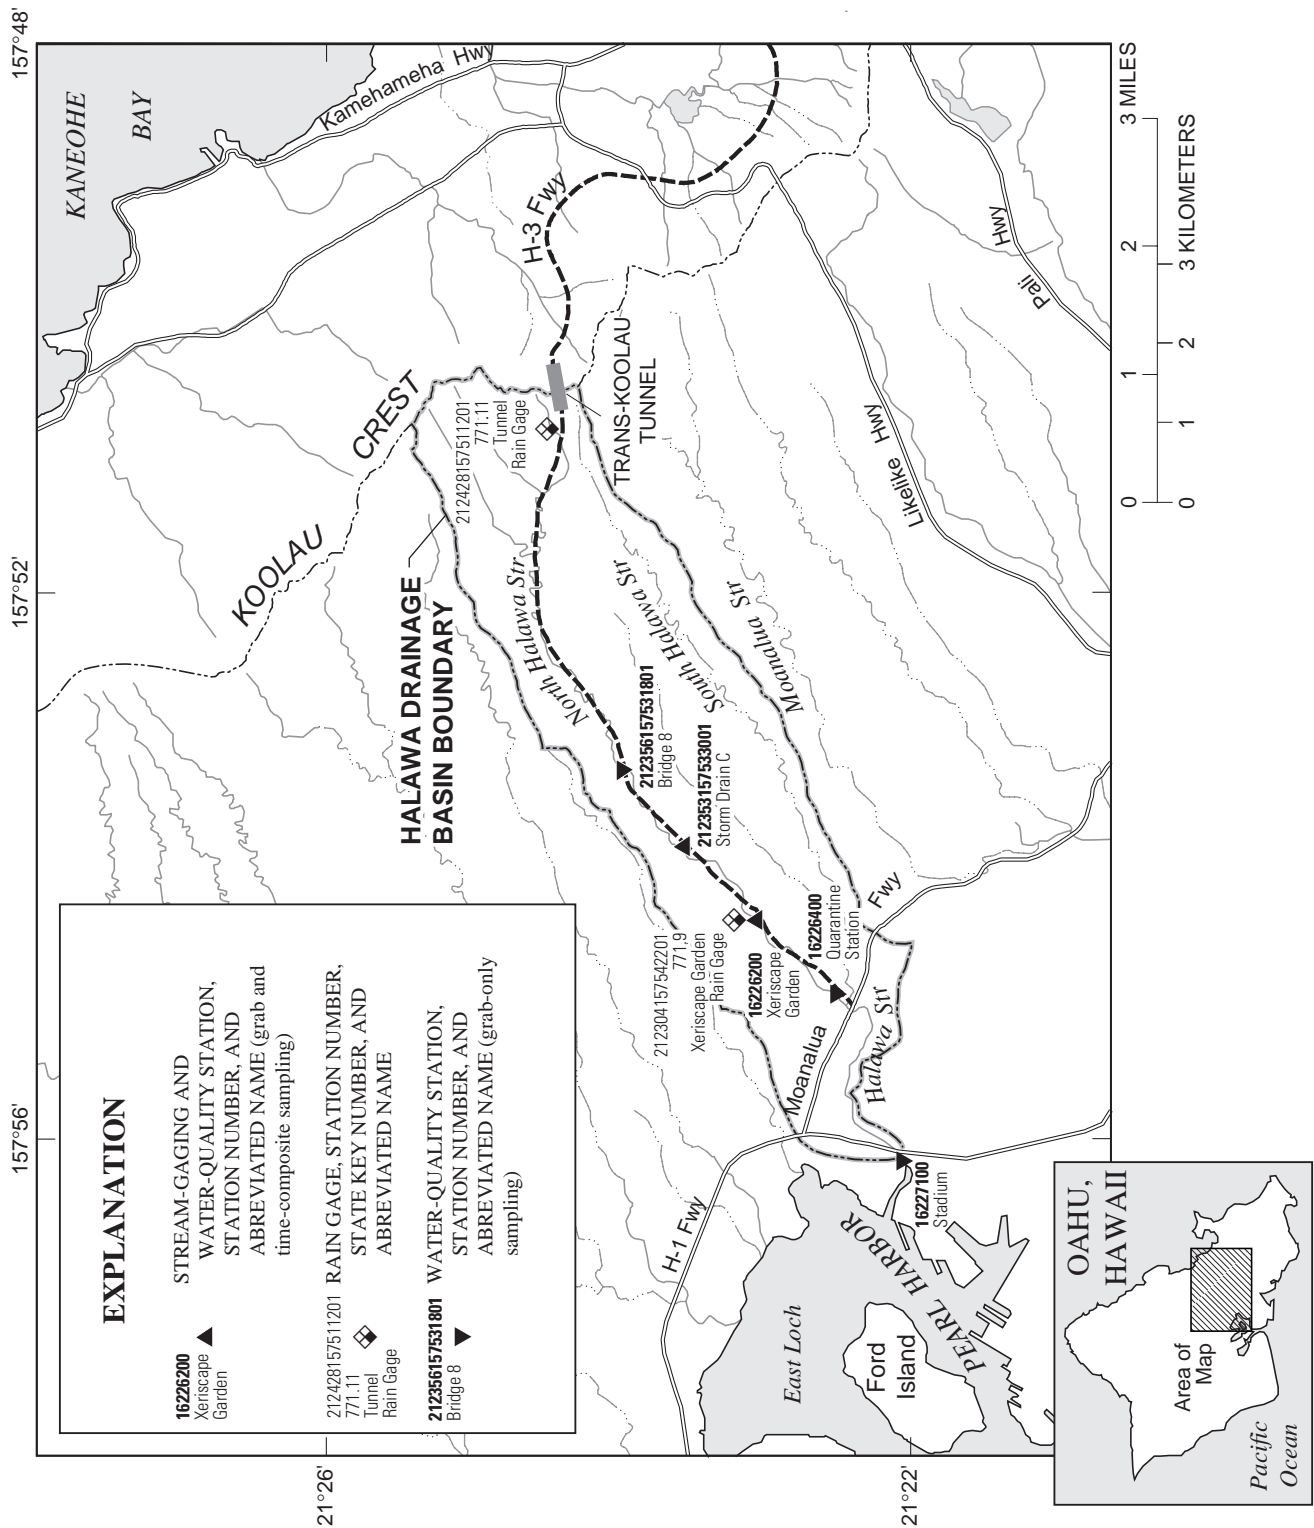 157°56'
157°52'
157°48'
21°26'
21°22'
EXPLANATION
16226200
Xeriscape
Garden
STREAM-GAGING AND
WATER-QUALITY STATION,
STATION NUMBER, AND
ABREVIATED NAME (grab and
time-composite sampling)
212428157511201
771.11
Tunnel
Rain Gage
RAIN GAGE, STATION NUMBER,
STATE KEY NUMBER, AND
ABREVIATED NAME
212356157531801
Bridge 8
WATER-QUALITY STATION,
STATION NUMBER, AND
ABREVIATED NAME (grab-only
sampling)
KANEOHE
BAY
Kamehameha Hwy
KOOLAU
CREST
HALAWA DRAINAGE
BASIN BOUNDARY
212428157511201
771.11
Tunnel
Rain Gage
H-3 Fwy
TRANS-KOOLAU
TUNNEL
North Halawa Str
South Halawa Str
Moanalua Str
212356157531801
Bridge 8
212353157533001
Storm Drain C
212304157542201
771.9
Xeriscape Garden
Rain Gage
16226200
Xeriscape
Garden
16226400
Quarantine
Station
Moanalua
Fwy
Halawa Str
H-1 Fwy
16227100
Stadium
East Loch
Ford
Island
PEARL HARBOR
Likelike Hwy
Pali
Hwy
0
1
2
3 MILES
0
1
2
3 KILOMETERS
OAHU,
HAWAII
Area of
Map
Pacific
Ocean